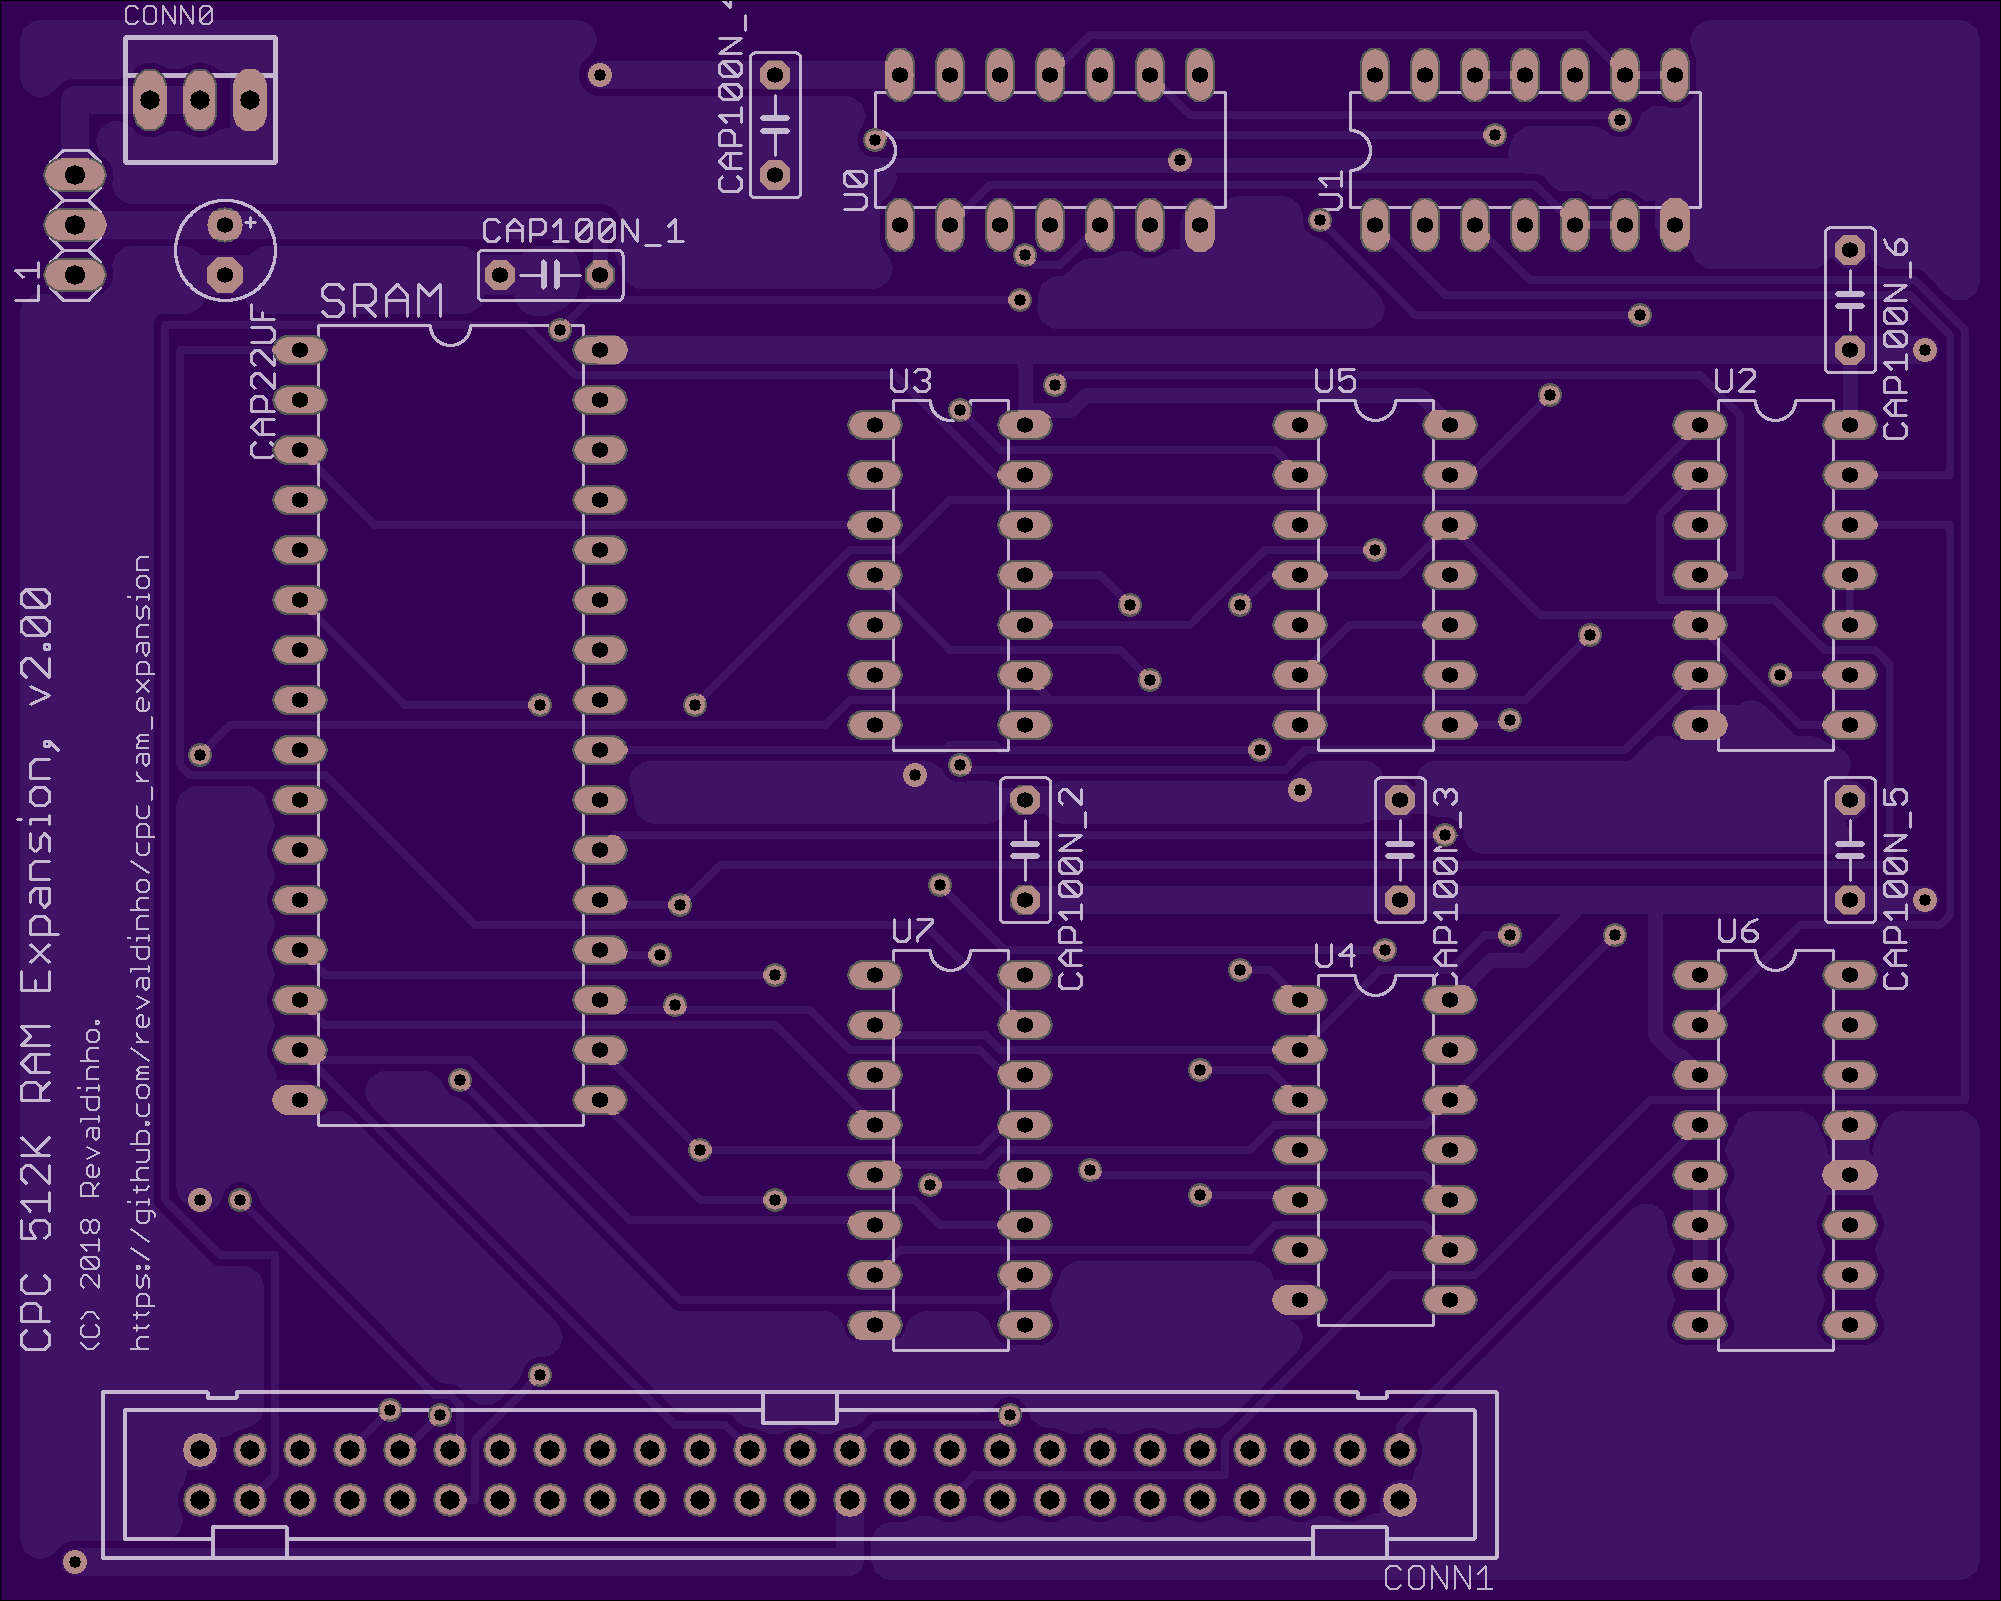 CONN0
CAP100N_4
U0
U1
L1
+
CAP100N_1
CAP22UF
SRAM
CAP100N_6
U3
U5
U2
CPC 512K RAM Expansion, v2.00
(C) 2018 Revaldinho.
https://github.com/revaldinho/cpc_ram_expansion
CAP100N_2
CAP100N_3
CAP100N_5
U7
U4
U6
CONN1